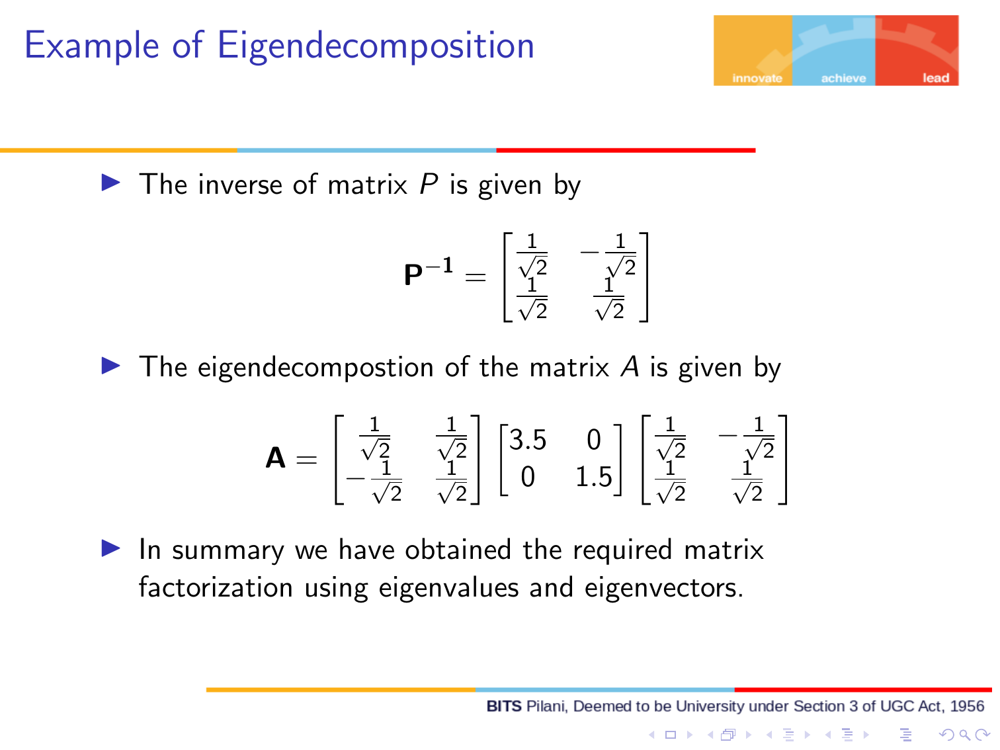 Example of Eigendecomposition
innovate achieve lead
▶ The inverse of matrix P is given by
$$\mathbf{P^{-1}} = \begin{bmatrix} \frac{1}{\sqrt{2}} & -\frac{1}{\sqrt{2}} \\ \frac{1}{\sqrt{2}} & \frac{1}{\sqrt{2}} \end{bmatrix}$$
▶ The eigendecompostion of the matrix A is given by
$$\mathbf{A} = \begin{bmatrix} \frac{1}{\sqrt{2}} & \frac{1}{\sqrt{2}} \\ -\frac{1}{\sqrt{2}} & \frac{1}{\sqrt{2}} \end{bmatrix} \begin{bmatrix} 3.5 & 0 \\ 0 & 1.5 \end{bmatrix} \begin{bmatrix} \frac{1}{\sqrt{2}} & -\frac{1}{\sqrt{2}} \\ \frac{1}{\sqrt{2}} & \frac{1}{\sqrt{2}} \end{bmatrix}$$
▶ In summary we have obtained the required matrix
factorization using eigenvalues and eigenvectors.
BITS Pilani, Deemed to be University under Section 3 of UGC Act, 1956